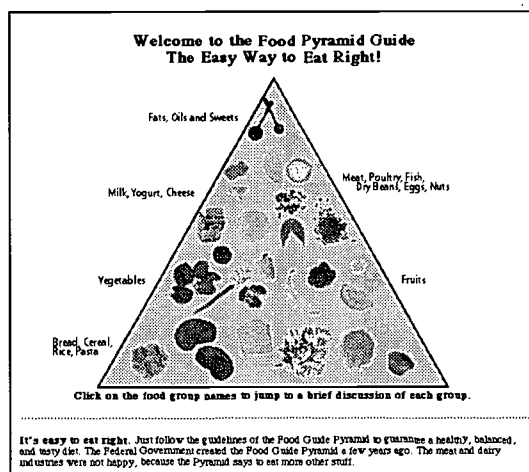 Welcome to the Food Pyramid Guide
The Easy Way to Eat Right!
Fats, Oils and Sweets
Milk, Yogurt, Cheese
Meat, Poultry, Fish,
Dry Beans, Eggs, Nuts
Vegetables
Fruits
Bread, Cereal,
Rice, Pasta
Click on the food group names to jump to a brief discussion of each group.
It's easy to eat right. Just follow the guidelines of the Food Guide Pyramid to guarantee a healthy, balanced,
and tasty diet. The Federal Government created the Food Guide Pyramid a few years ago. The meat and dairy
industries were not happy, because the Pyramid says to eat more other stuff.